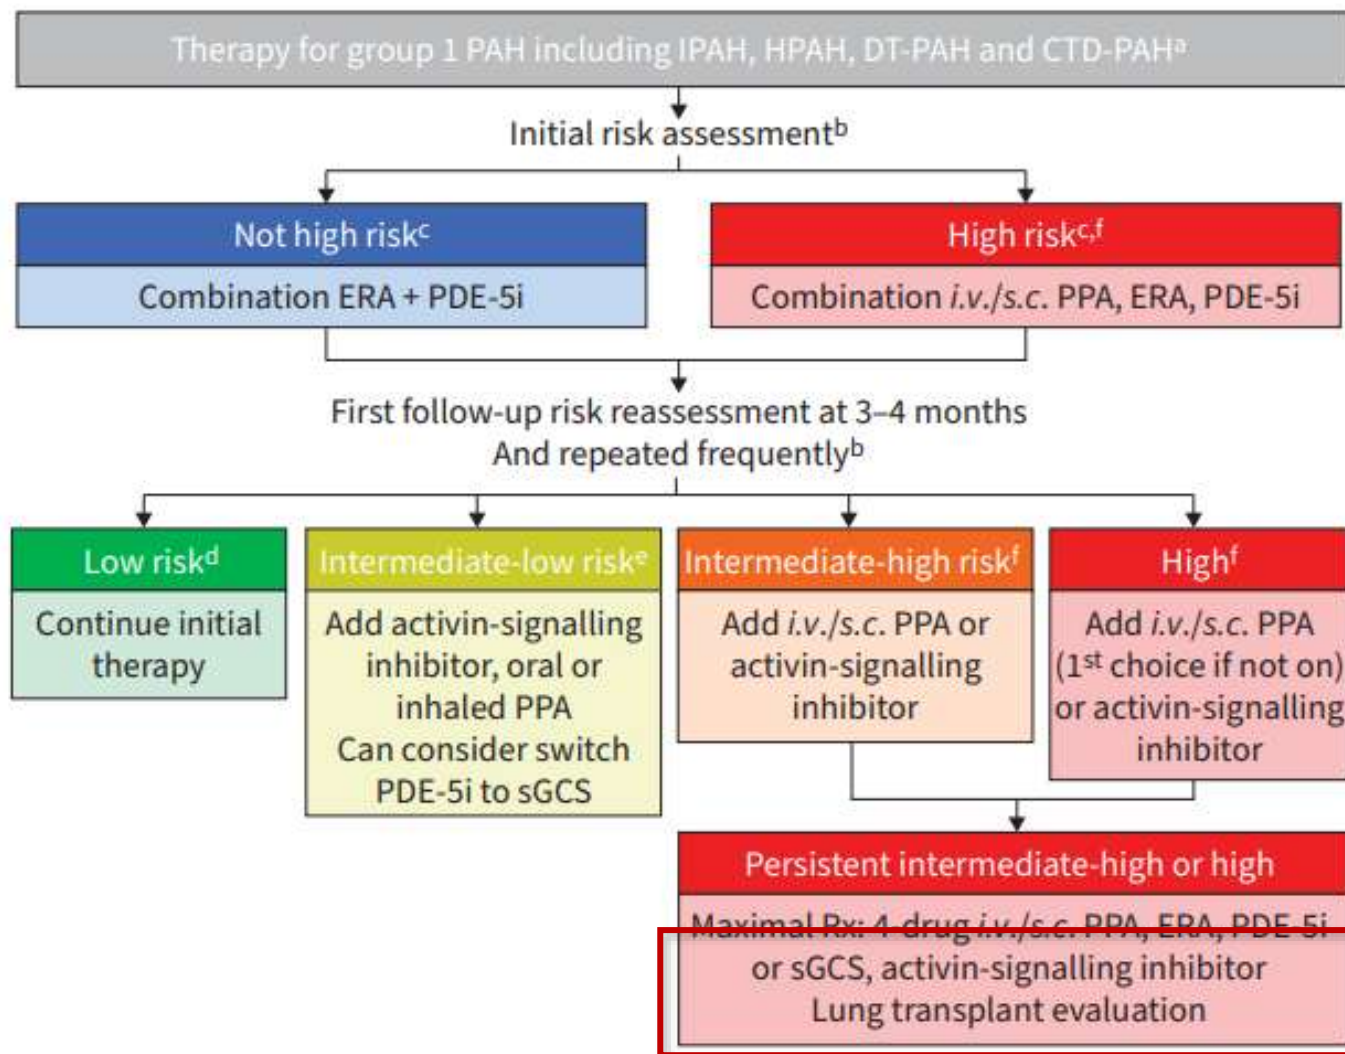 Therapy for group 1 PAH including IPAH, HPAH, DT-PAH and CTD-PAHᵃ
Initial risk assessmentᵇ
Not high riskᶜ
Combination ERA + PDE-5i
High riskᶜ,ᶠ
Combination i.v./s.c. PPA, ERA, PDE-5i
First follow-up risk reassessment at 3–4 months
And repeated frequentlyᵇ
Low riskᵈ
Continue initial
therapy
Intermediate-low riskᵉ
Add activin-signalling
inhibitor, oral or
inhaled PPA
Can consider switch
PDE-5i to sGCS
Intermediate-high riskᶠ
Add i.v./s.c. PPA or
activin-signalling
inhibitor
Highᶠ
Add i.v./s.c. PPA
(1ˢᵗ choice if not on)
or activin-signalling
inhibitor
Persistent intermediate-high or high
Maximal Rx: 4-drug i.v./s.c. PPA, ERA, PDE-5i
or sGCS, activin-signalling inhibitor
Lung transplant evaluation